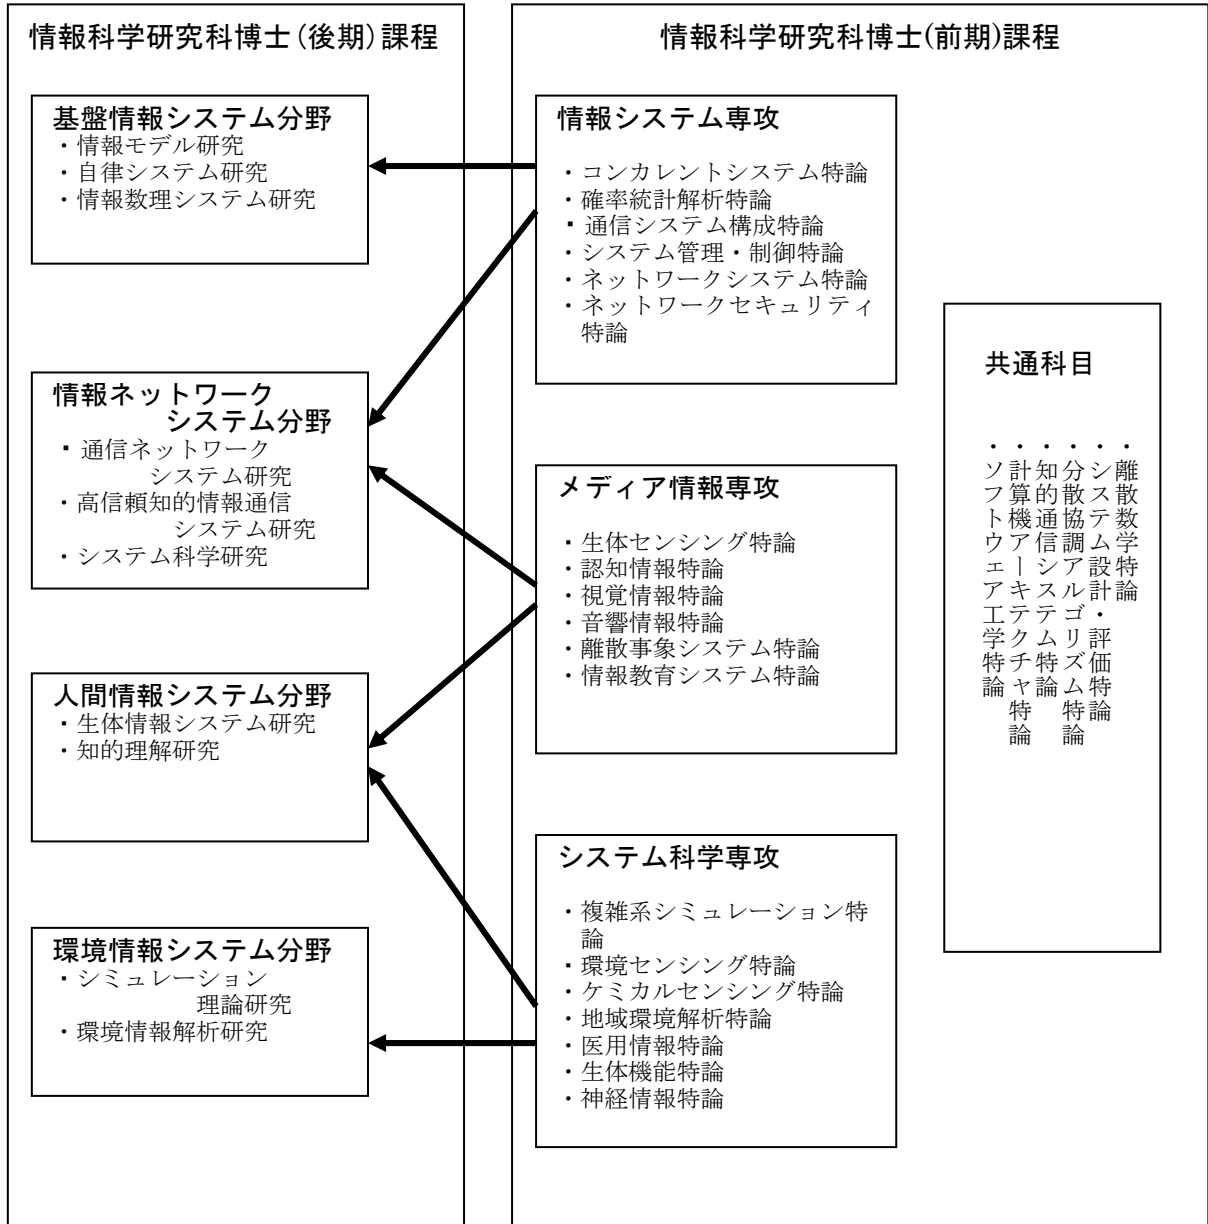 情報科学研究科博士(後期)課程
基盤情報システム分野
・情報モデル研究
・自律システム研究
・情報数理システム研究
情報ネットワーク
システム分野
・通信ネットワーク
システム研究
・高信頼知的情報通信
システム研究
・システム科学研究
人間情報システム分野
・生体情報システム研究
・知的理解研究
環境情報システム分野
・シミュレーション
理論研究
・環境情報解析研究
情報科学研究科博士(前期)課程
情報システム専攻
・コンカレントシステム特論
・確率統計解析特論
・通信システム構成特論
・システム管理・制御特論
・ネットワークシステム特論
・ネットワークセキュリティ
特論
メディア情報専攻
・生体センシング特論
・認知情報特論
・視覚情報特論
・音響情報特論
・離散事象システム特論
・情報教育システム特論
システム科学専攻
・複雑系シミュレーション特
論
・環境センシング特論
・ケミカルセンシング特論
・地域環境解析特論
・医用情報特論
・生体機能特論
・神経情報特論
共通科目
・離散数学特論
・システム設計・評価特論
・分散協調アルゴリズム特論
・知的通信システム特論
・計算機アーキテクチャ特論
・ソフトウェア工学特論